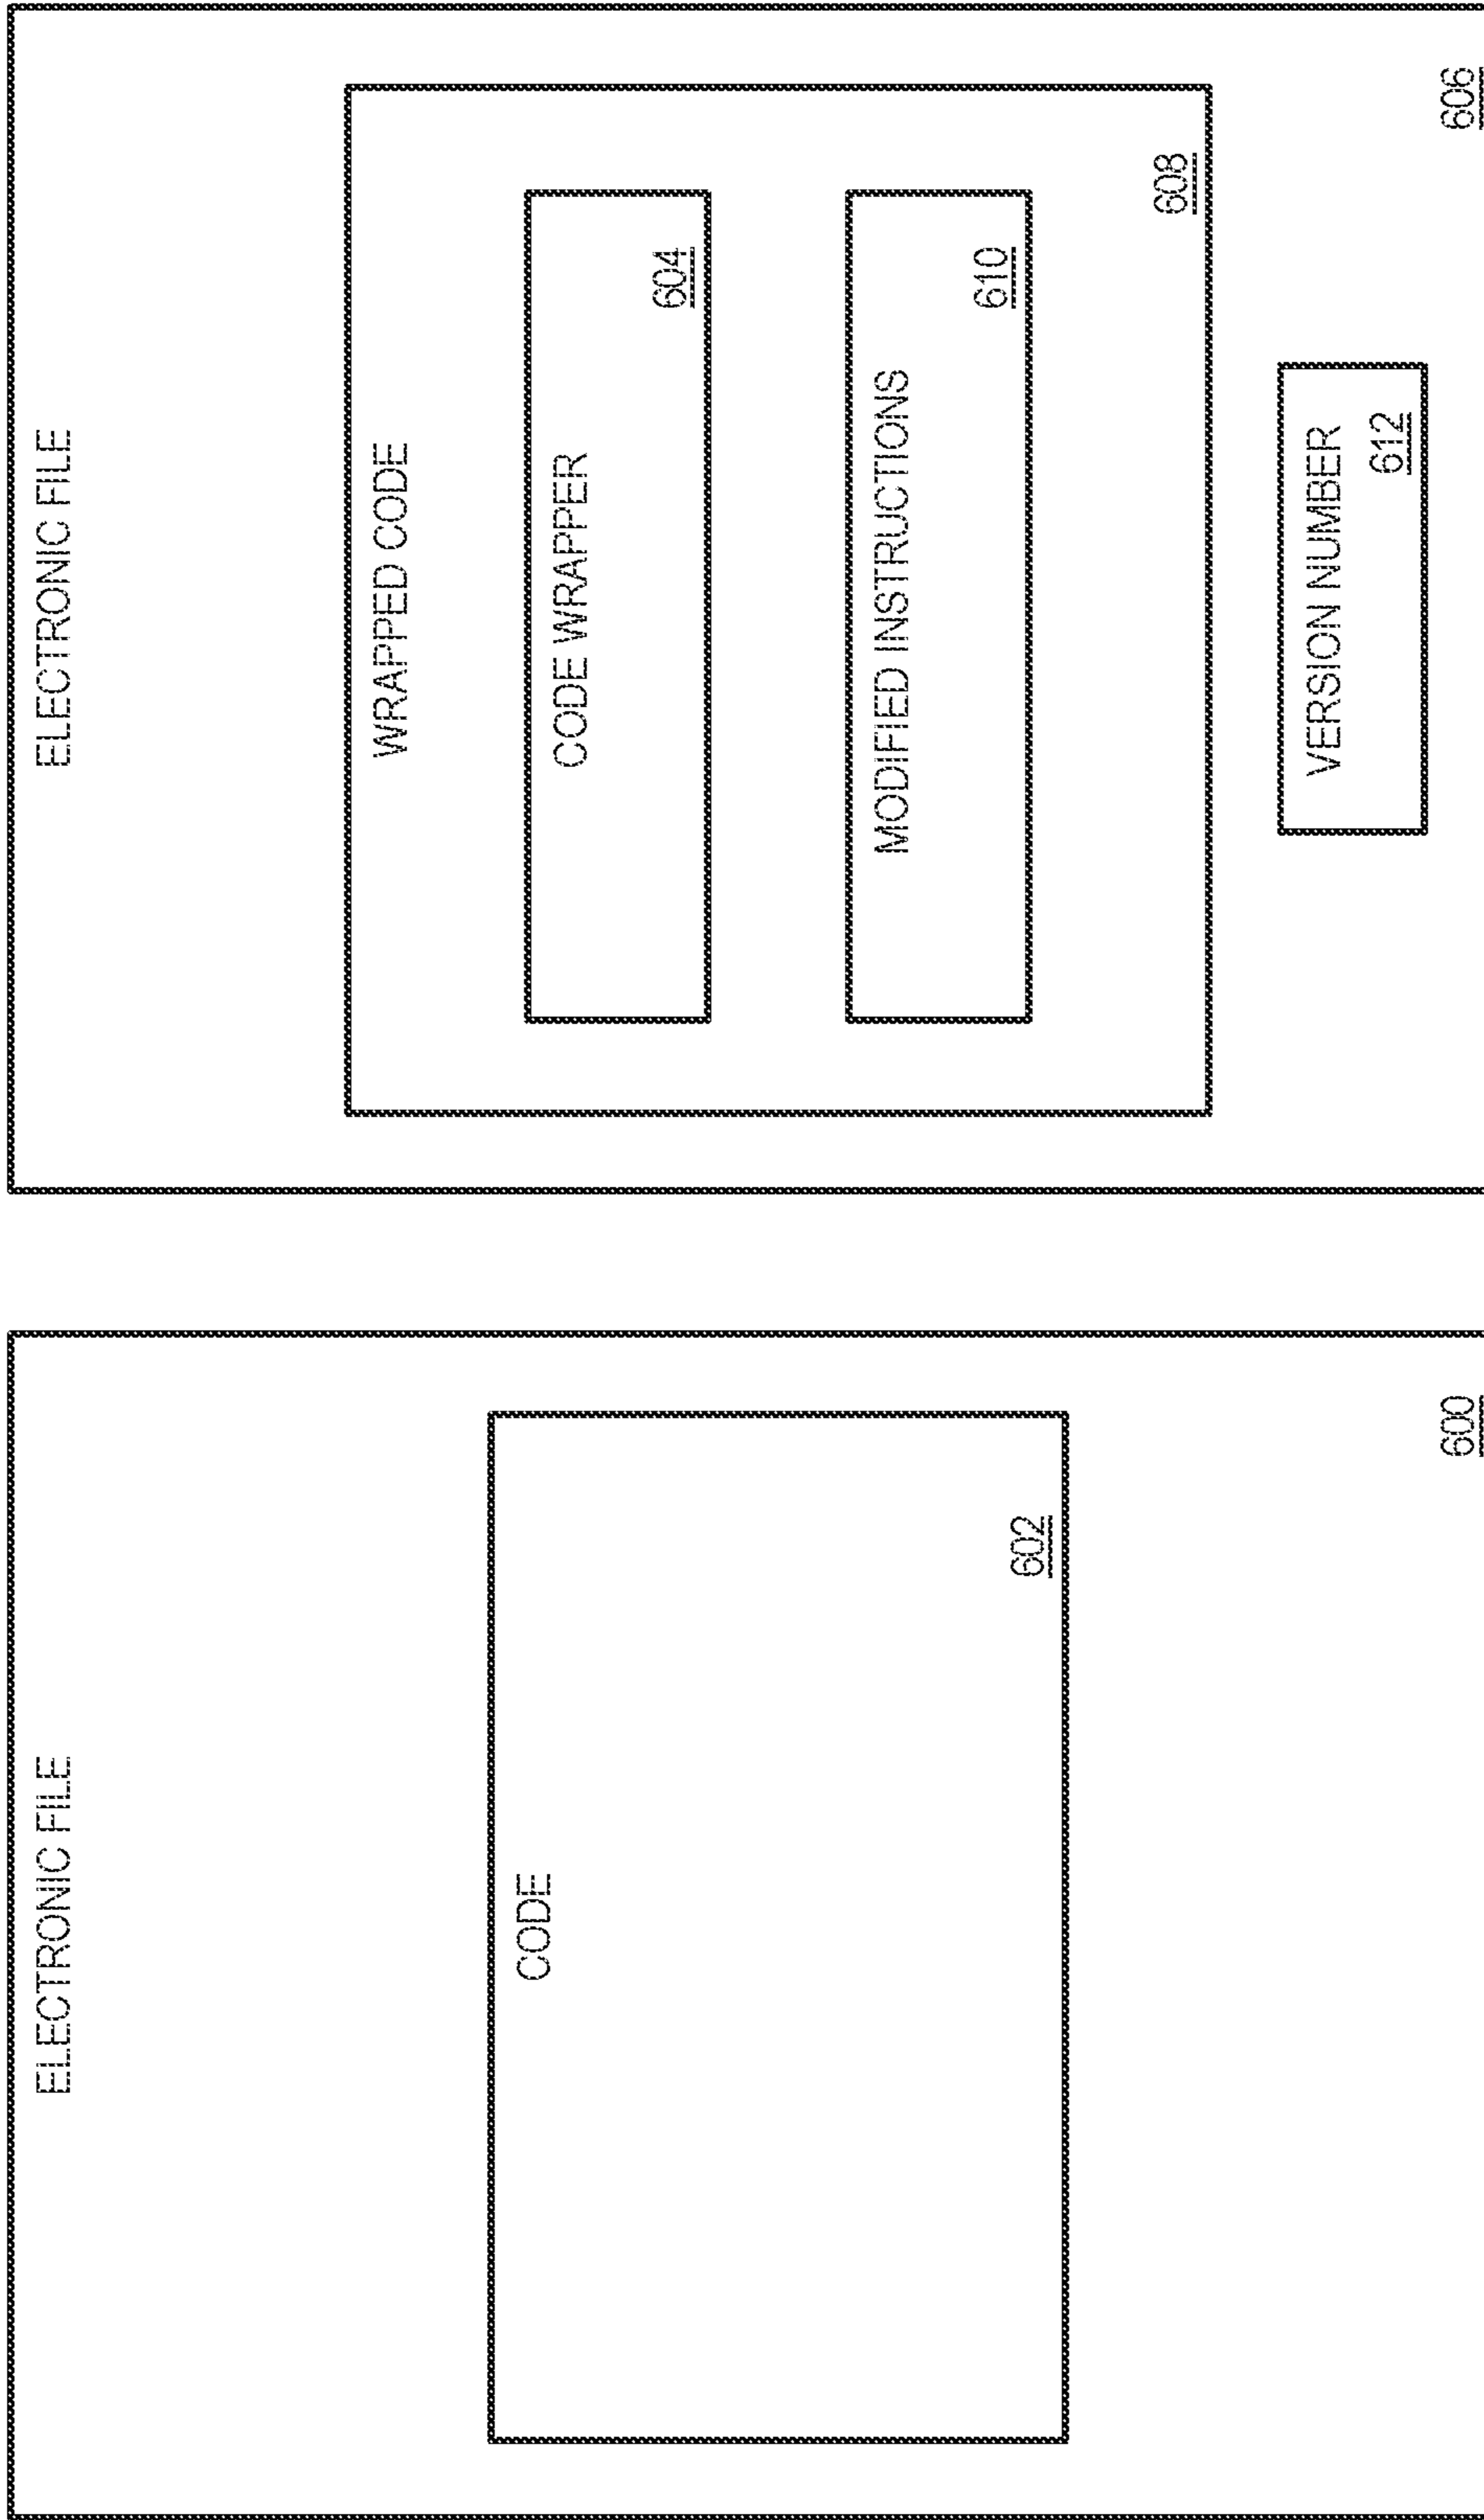 ELECTRONIC FILE
CODE
602
600
ELECTRONIC FILE
WRAPPED CODE
CODE WRAPPER
604
MODIFIED INSTRUCTIONS
610
608
VERSION NUMBER
612
606